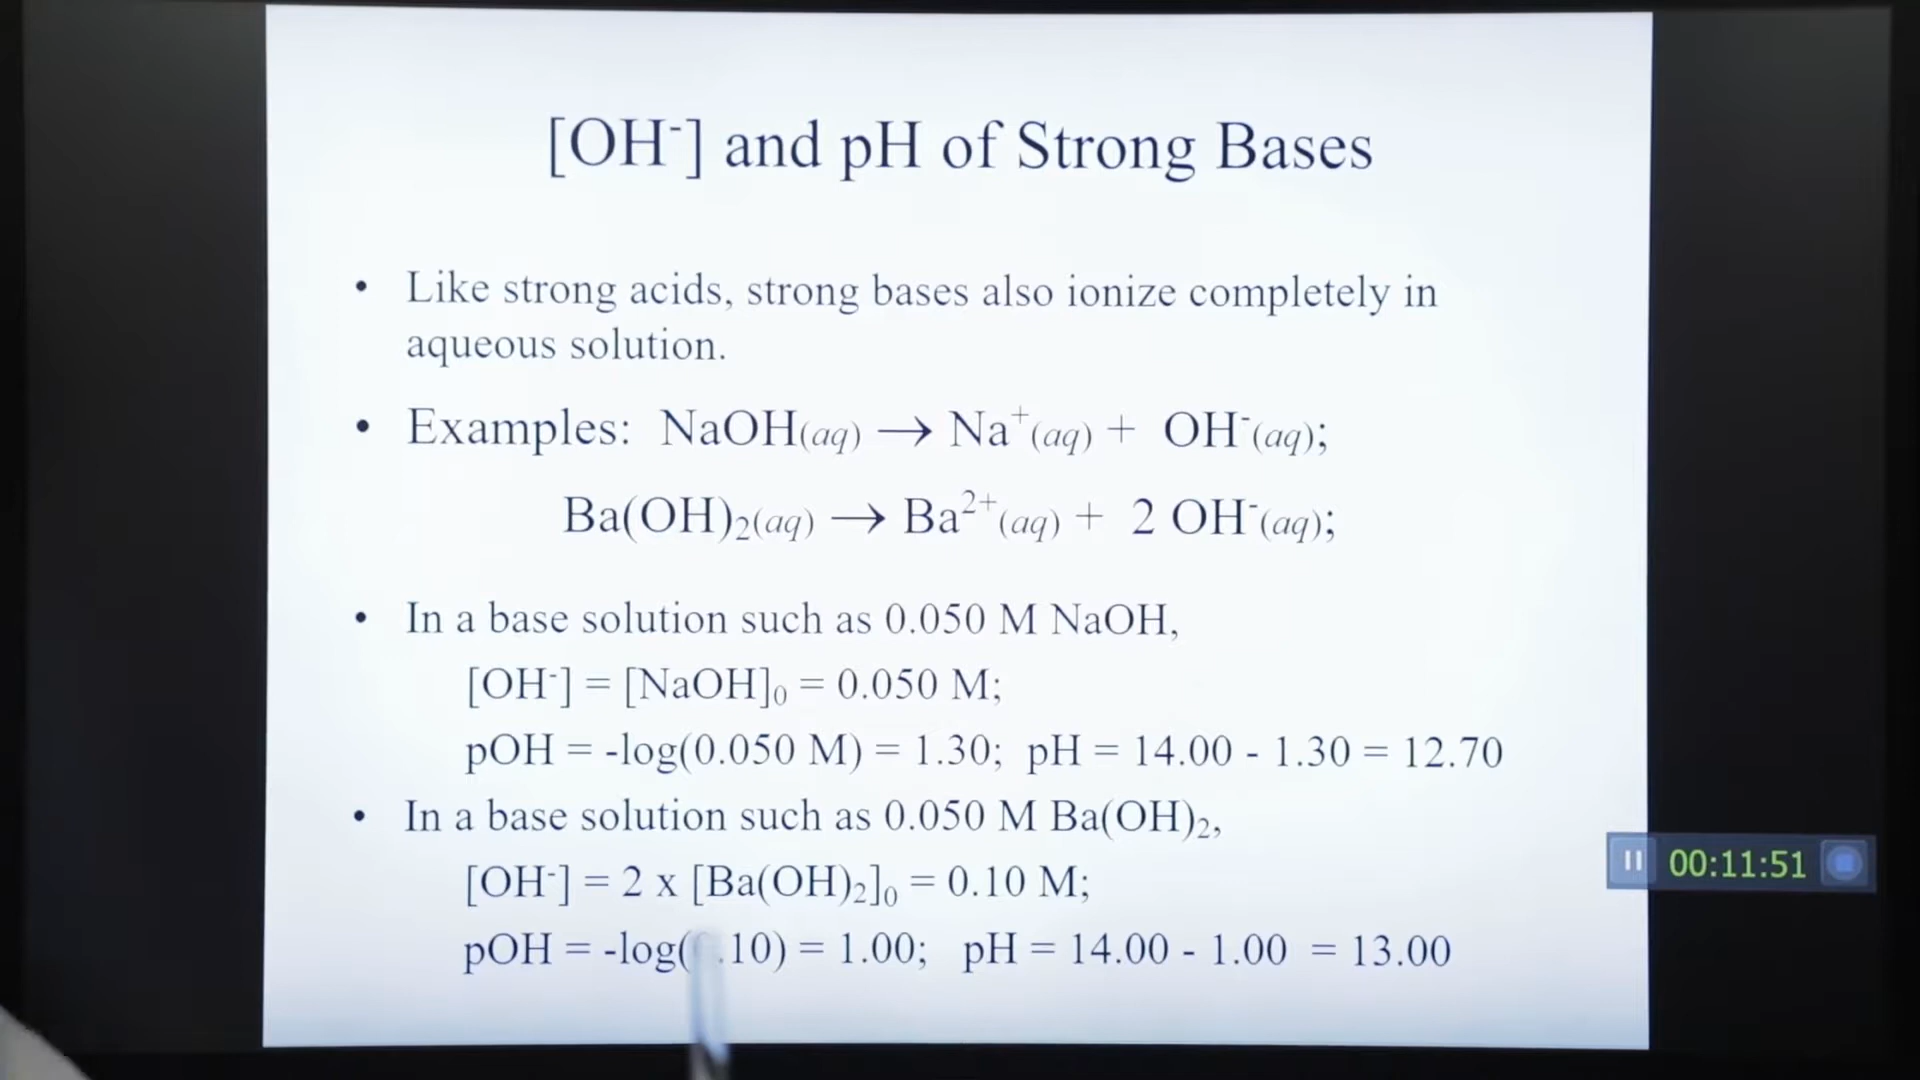 [OH⁻] and pH of Strong Bases
• Like strong acids, strong bases also ionize completely in
aqueous solution.
• Examples: NaOH(aq) → Na⁺(aq) + OH⁻(aq);
Ba(OH)₂(aq) → Ba²⁺(aq) + 2 OH⁻(aq);
• In a base solution such as 0.050 M NaOH,
[OH⁻] = [NaOH]₀ = 0.050 M;
pOH = -log(0.050 M) = 1.30; pH = 14.00 - 1.30 = 12.70
• In a base solution such as 0.050 M Ba(OH)₂,
[OH⁻] = 2 x [Ba(OH)₂]₀ = 0.10 M;
pOH = -log( .10) = 1.00; pH = 14.00 - 1.00 = 13.00
00:11:51